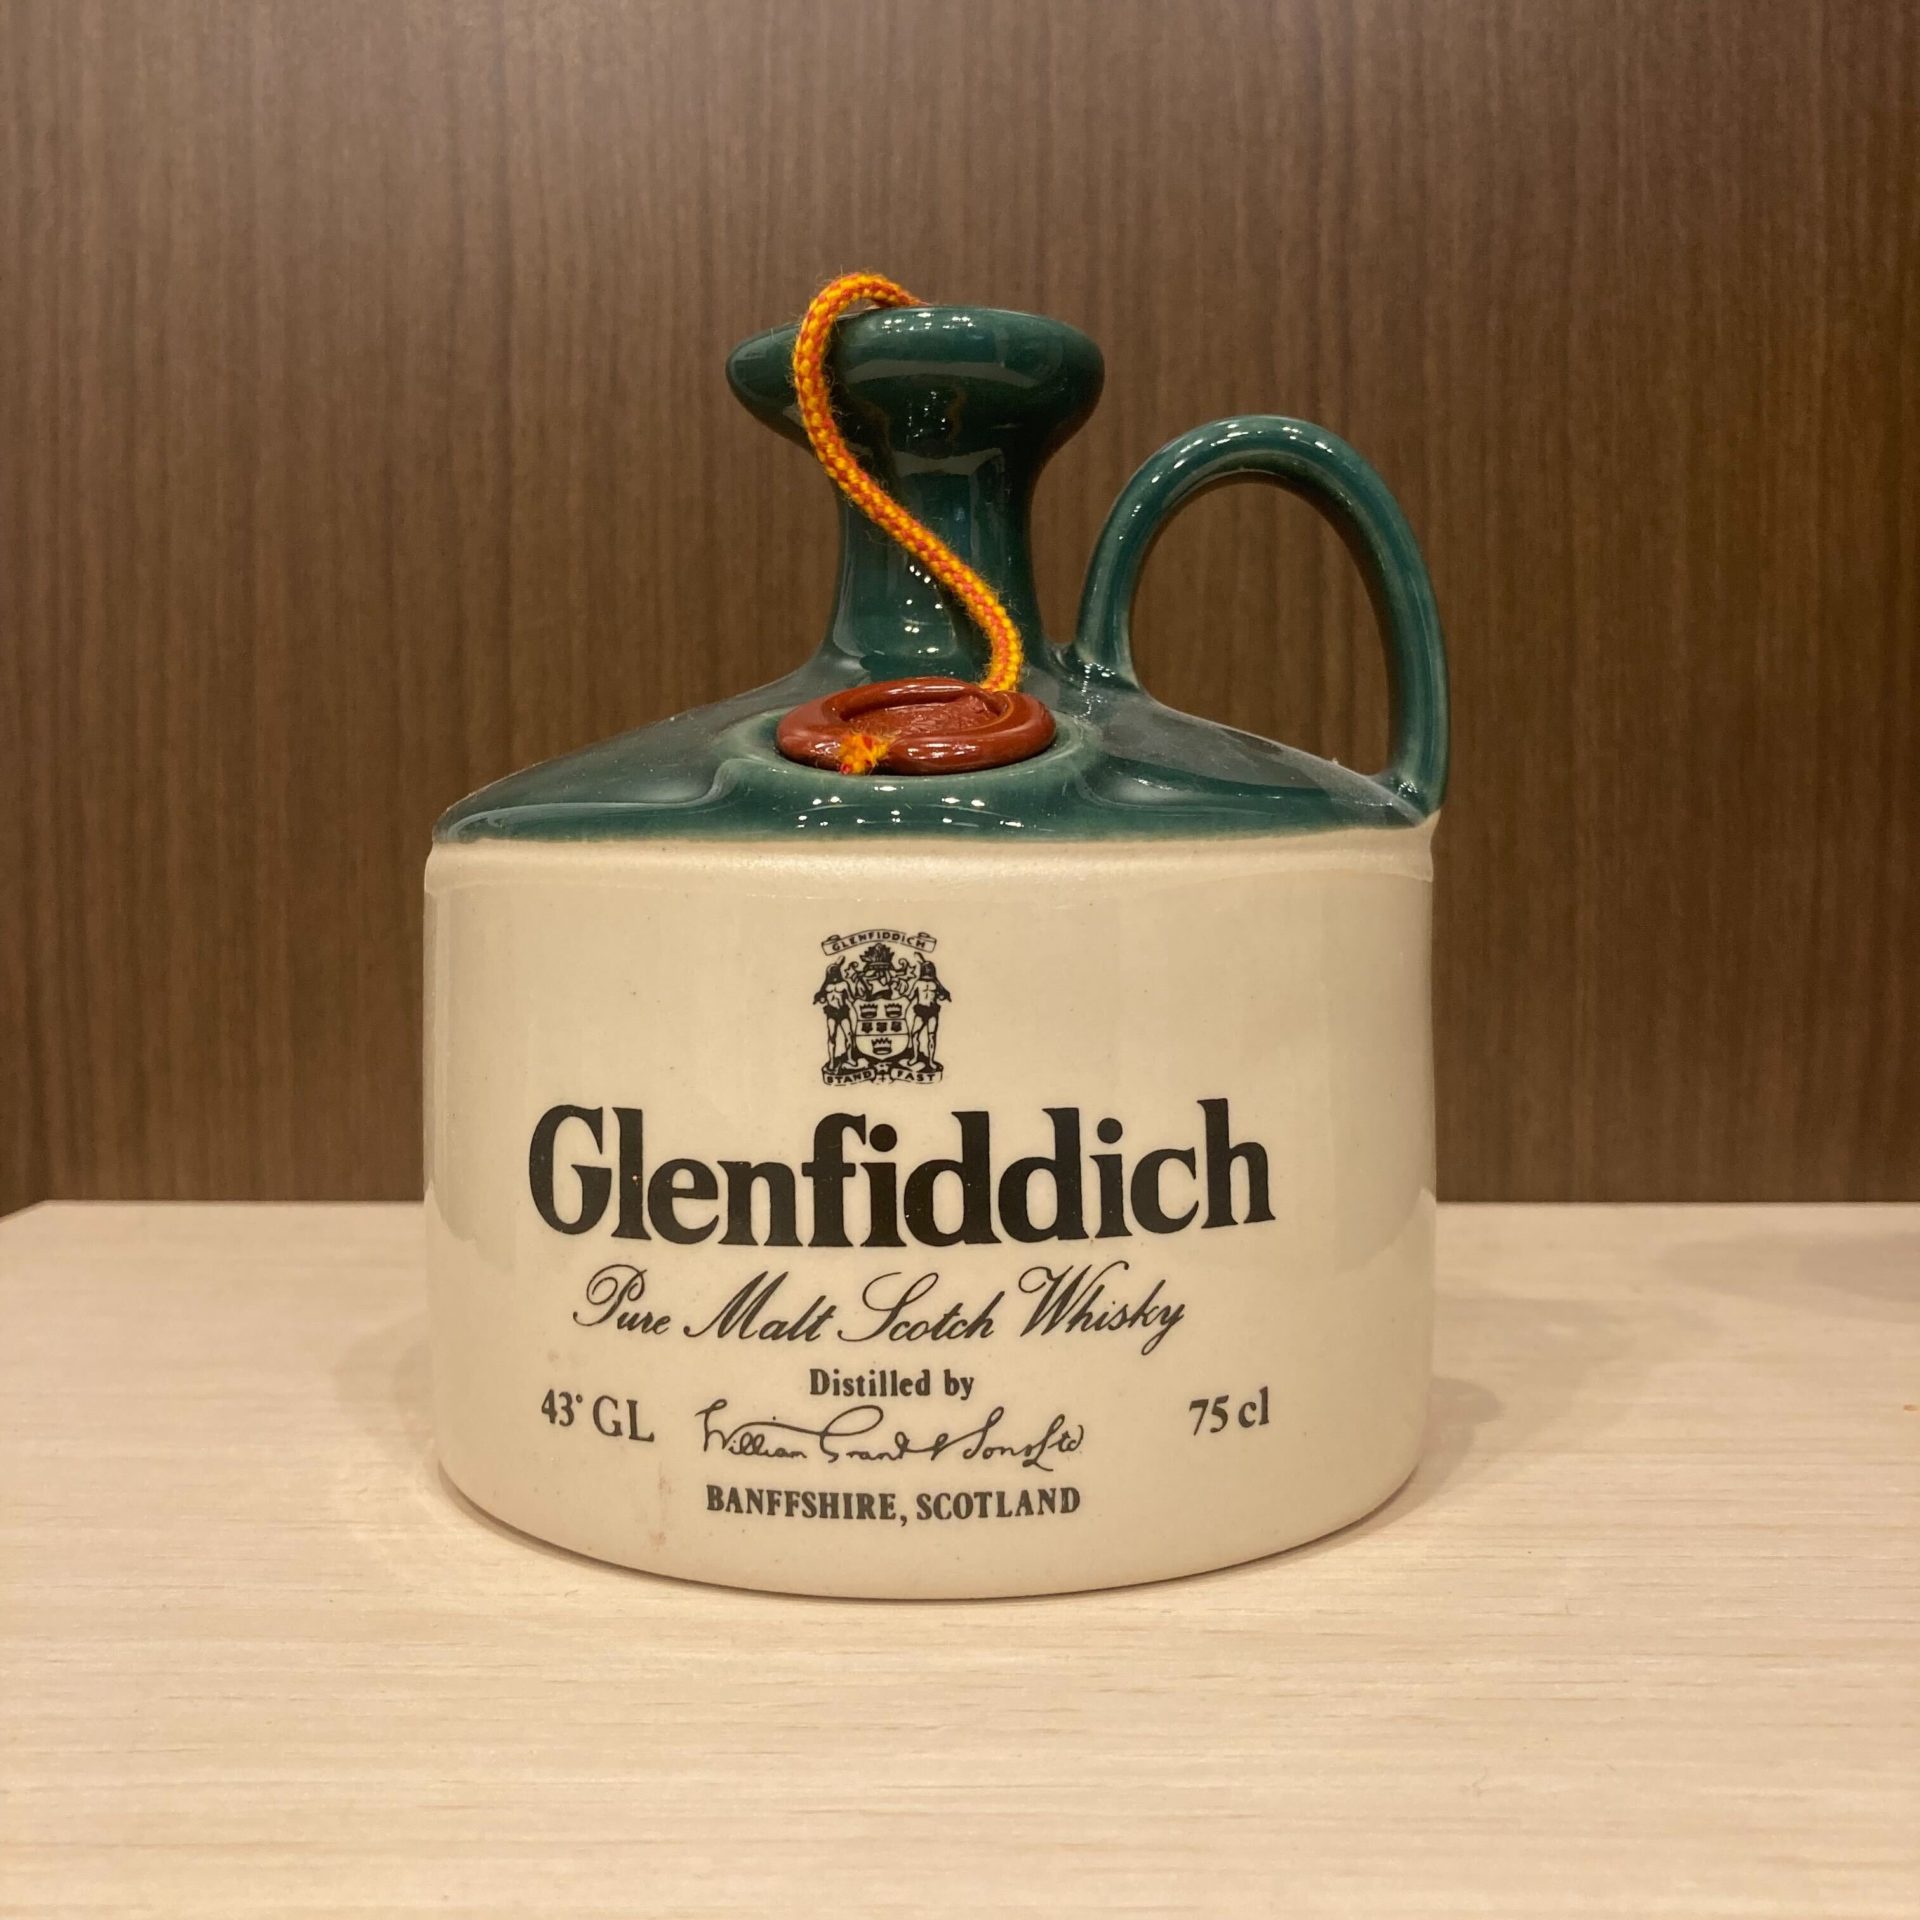 GLENFIDDICH
STAND FAST
Glenfiddich
Pure Malt Scotch Whisky
Distilled by
43° GL William Grant & Sons Ltd 75 cl
BANFFSHIRE, SCOTLAND